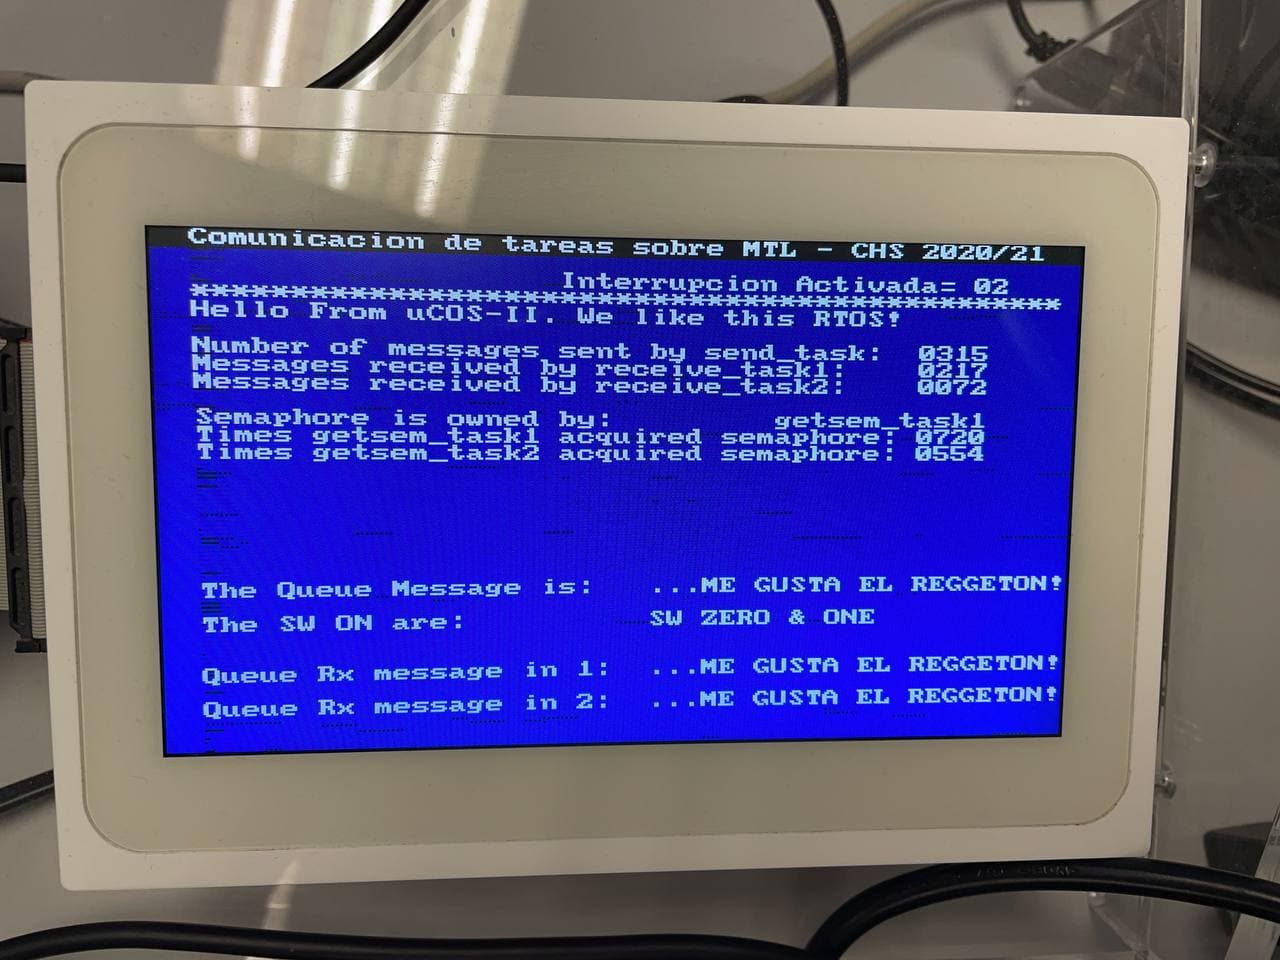 Comunicacion de tareas sobre MTL - CHS 2020/21
Interrupcion Activada= 02
**************************************************
Hello From uCOS-II. We like this RTOS!
Number of messages sent by send_task: 0315
Messages received by receive_task1: 0217
Messages received by receive_task2: 0072
Semaphore is owned by: getsem_task1
Times getsem_task1 acquired semaphore: 0720
Times getsem_task2 acquired semaphore: 0554
The Queue Message is: ...ME GUSTA EL REGGETON!
The SW ON are: SW ZERO & ONE
Queue Rx message in 1: ...ME GUSTA EL REGGETON!
Queue Rx message in 2: ...ME GUSTA EL REGGETON!